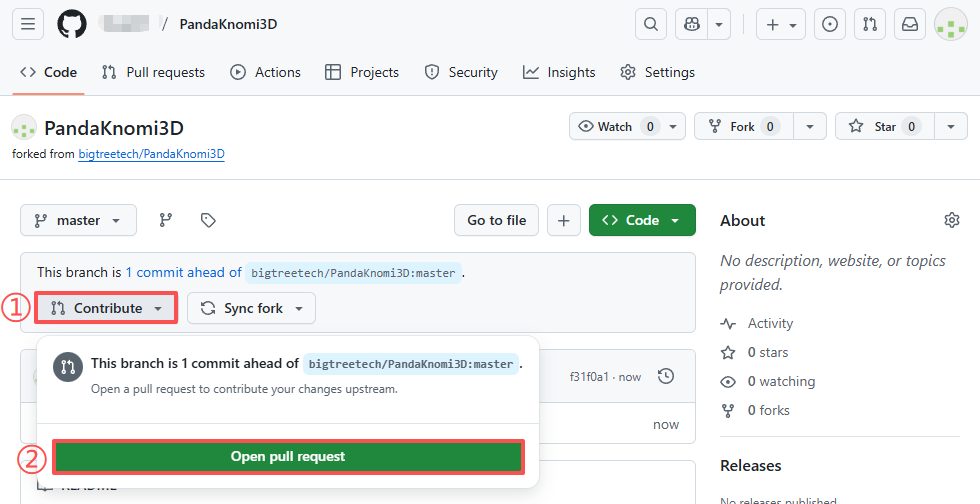 / PandaKnomi3D
Code Pull requests Actions Projects Security Insights Settings
PandaKnomi3D
Watch 0 Fork 0 Star 0
forked from bigtreetech/PandaKnomi3D
master Go to file Code
This branch is 1 commit ahead of bigtreetech/PandaKnomi3D:master .
① Contribute Sync fork
This branch is 1 commit ahead of bigtreetech/PandaKnomi3D:master .
Open a pull request to contribute your changes upstream.
f31f0a1 · now
now
② Open pull request
README
About
No description, website, or topics
provided.
Activity
0 stars
0 watching
0 forks
Releases
No releases published